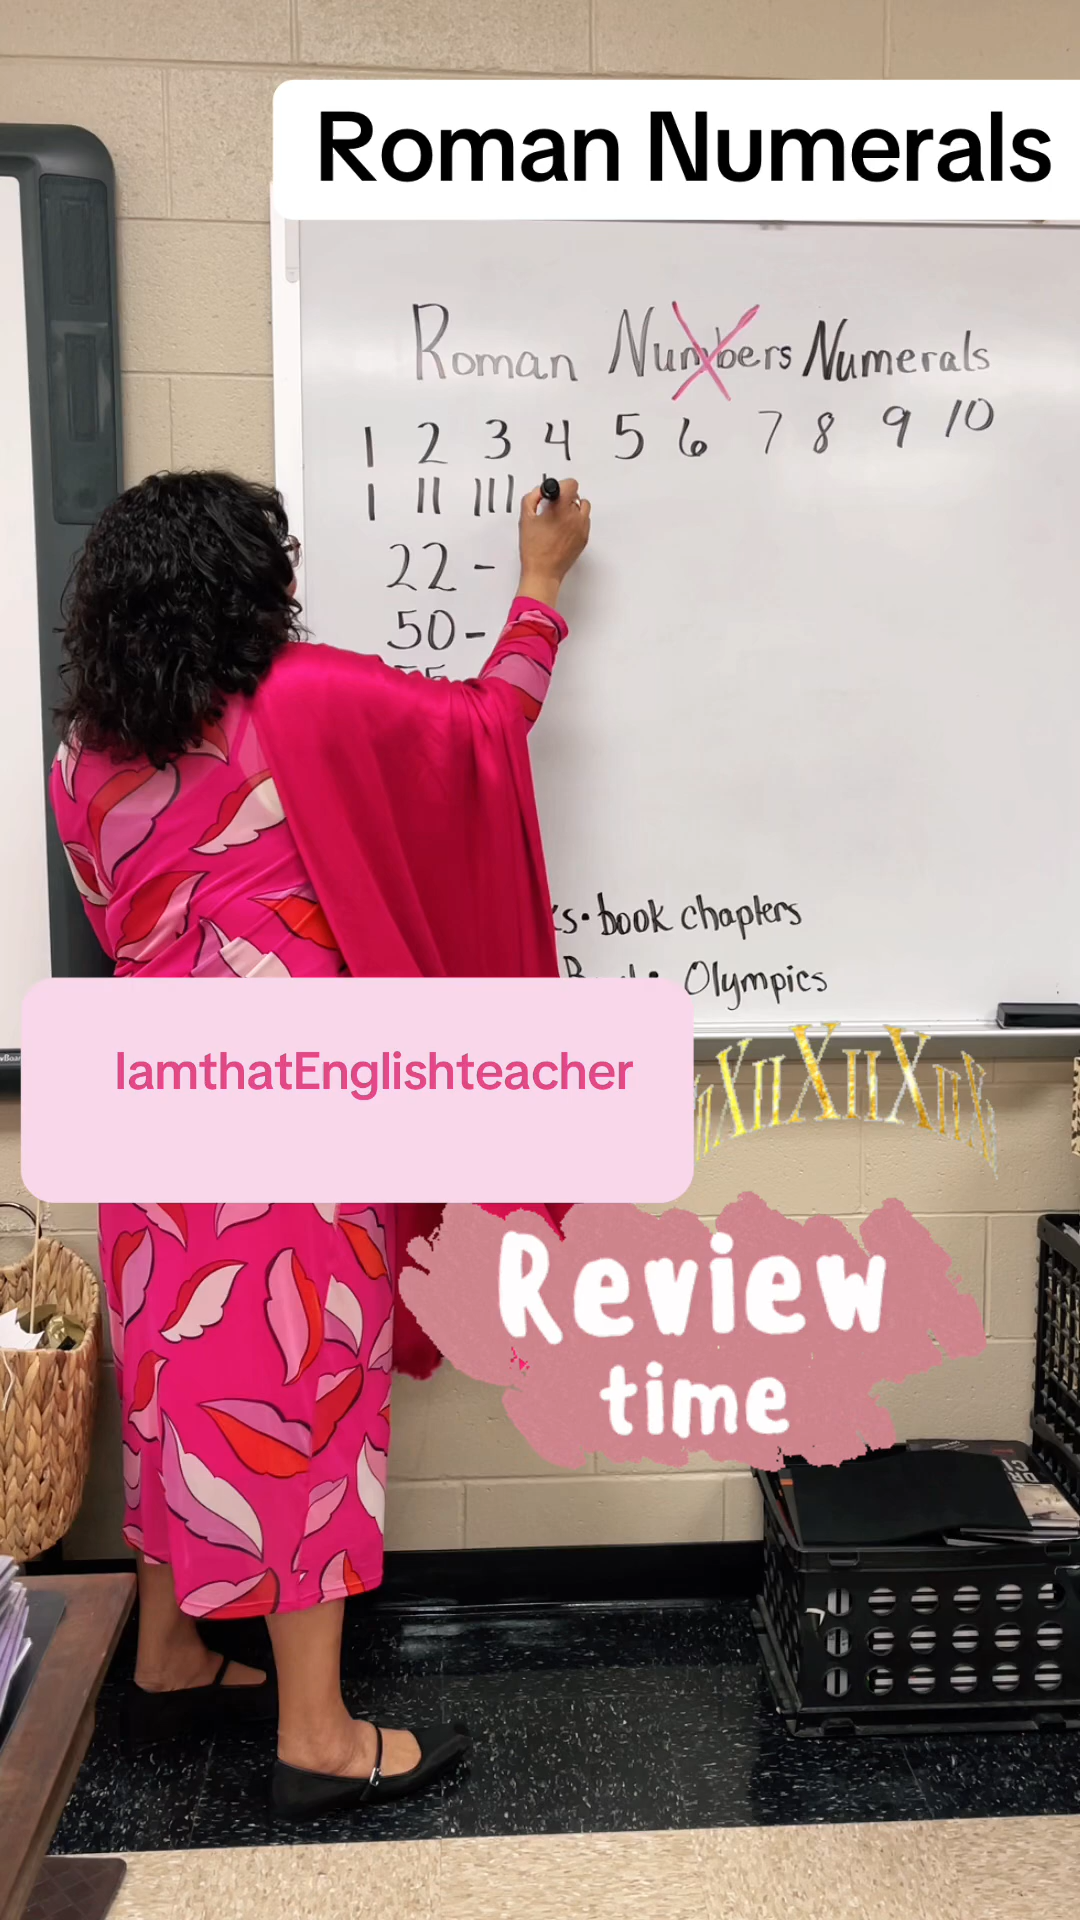 Roman Numerals
Roman Numbers Numerals
1 2 3 4 5 6 7 8 9 10
I II III
22 -
50 -
book chapters
Olympics
IamthatEnglishteacher
Review
time